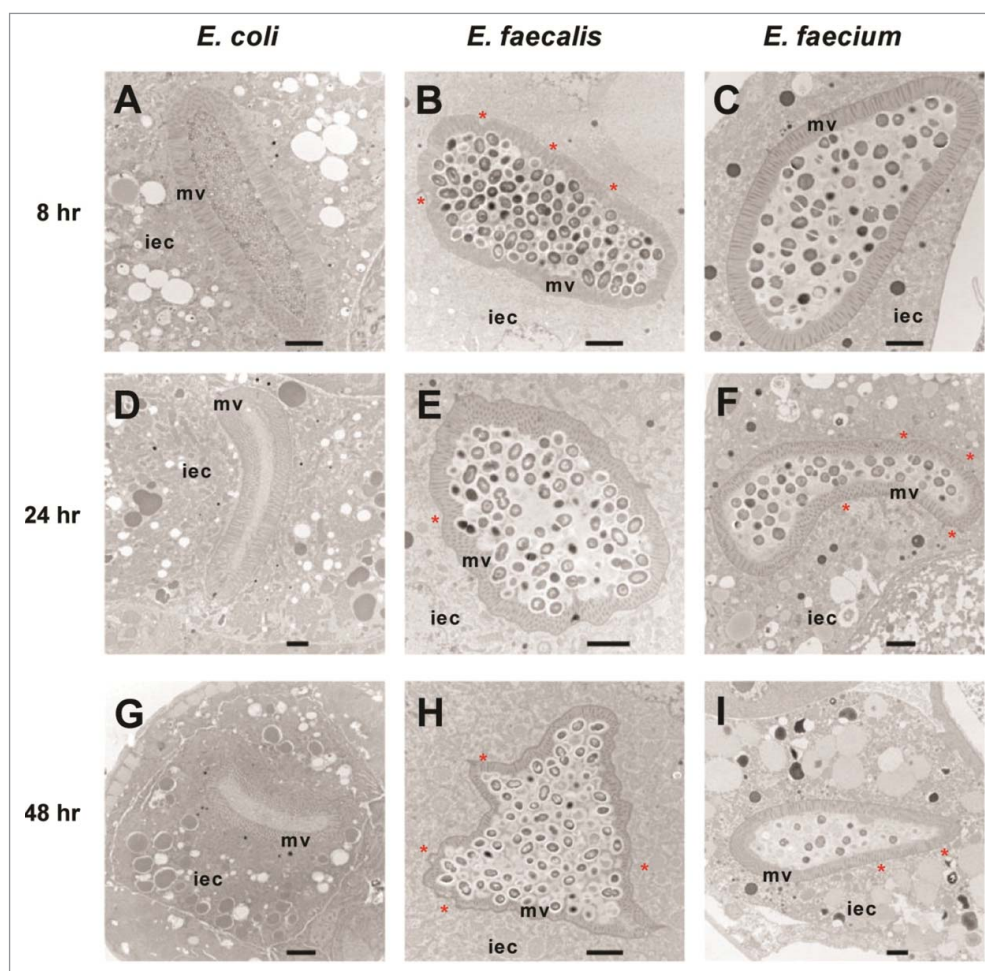 E. coli E. faecalis E. faecium
8 hr
A
mv
iec
B
*
*
*
*
mv
iec
C
mv
iec
24 hr
D
mv
iec
E
*
mv
iec
F
*
*
mv
*
*
iec
48 hr
G
mv
iec
H
*
*
*
*
mv
iec
I
*
*
mv
iec